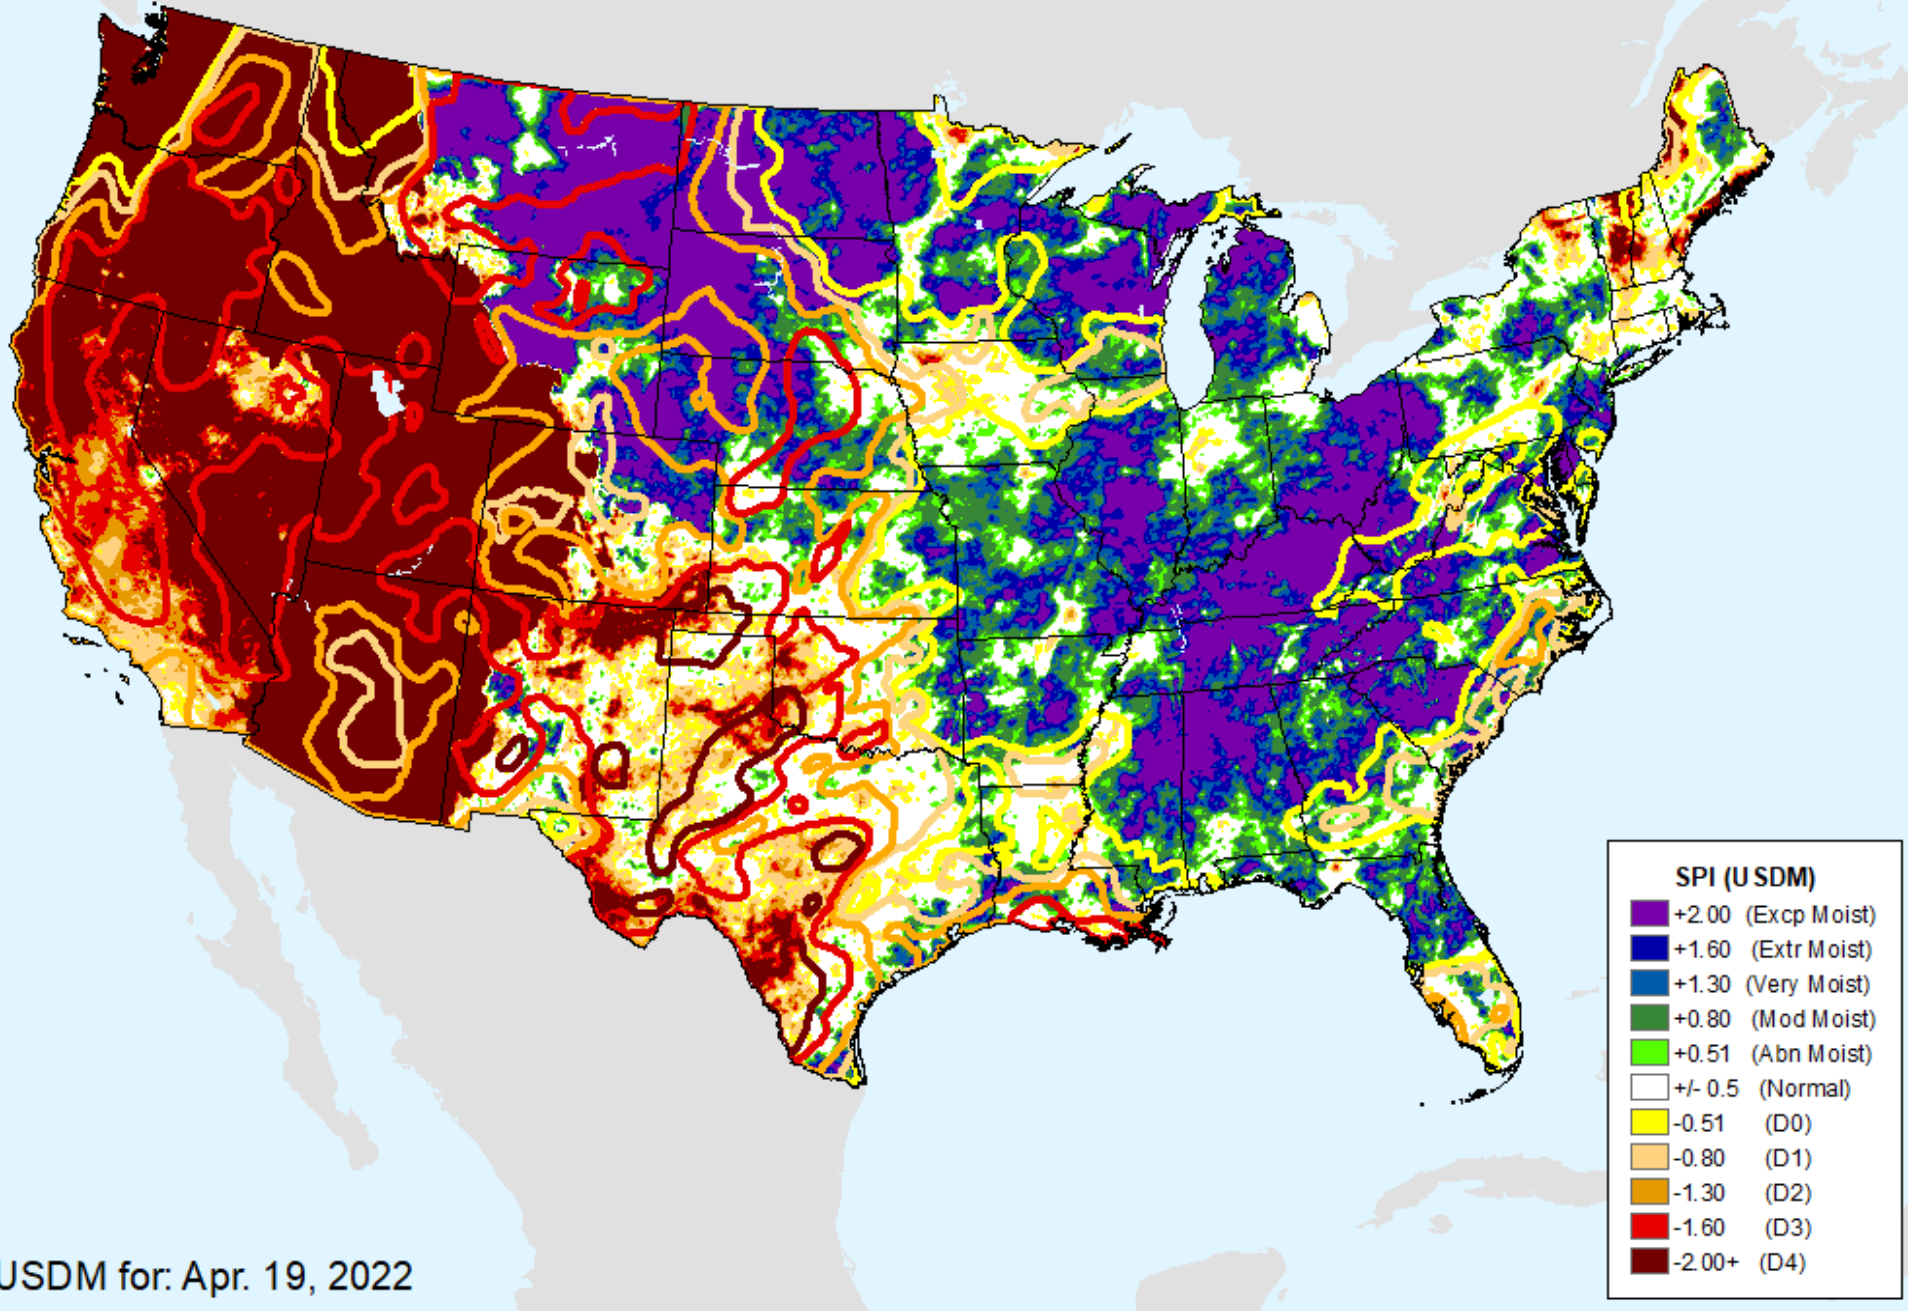 SPI (USDM)
+2.00 (Excp Moist)
+1.60 (Extr Moist)
+1.30 (Very Moist)
+0.80 (Mod Moist)
+0.51 (Abn Moist)
+/- 0.5 (Normal)
-0.51 (D0)
-0.80 (D1)
-1.30 (D2)
-1.60 (D3)
-2.00+ (D4)
USDM for: Apr. 19, 2022